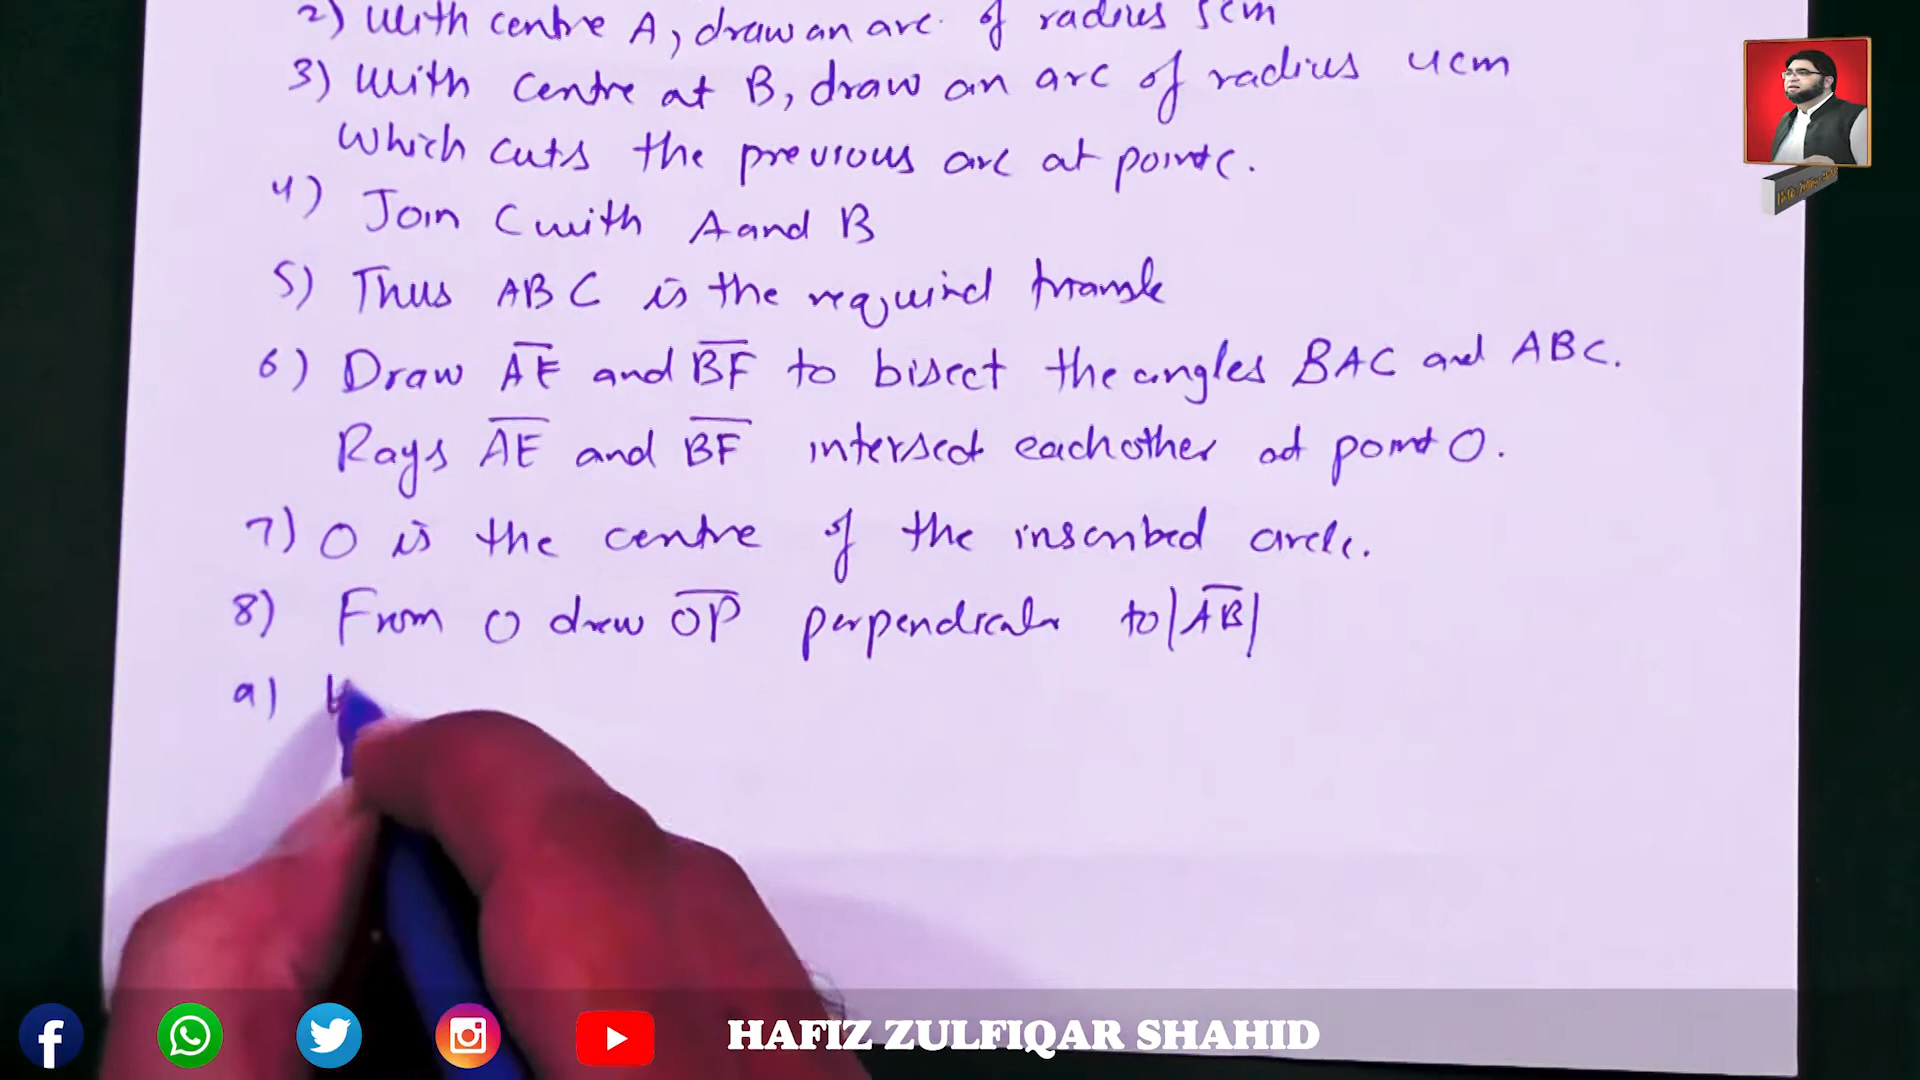 2) With centre A, draw an arc of radius 5cm
3) With centre at B, draw an arc of radius 4cm
Which cuts the previous arc at point C.
4) Join C with A and B
5) Thus ABC is the required triangle
6) Draw AE and BF to bisect the angles BAC and ABC.
Rays AE and BF intersect eachother at point O.
7) O is the centre of the inscribed circle.
8) From O draw OP perpendicular to |AB|
9)
HAFIZ ZULFIQAR SHAHID